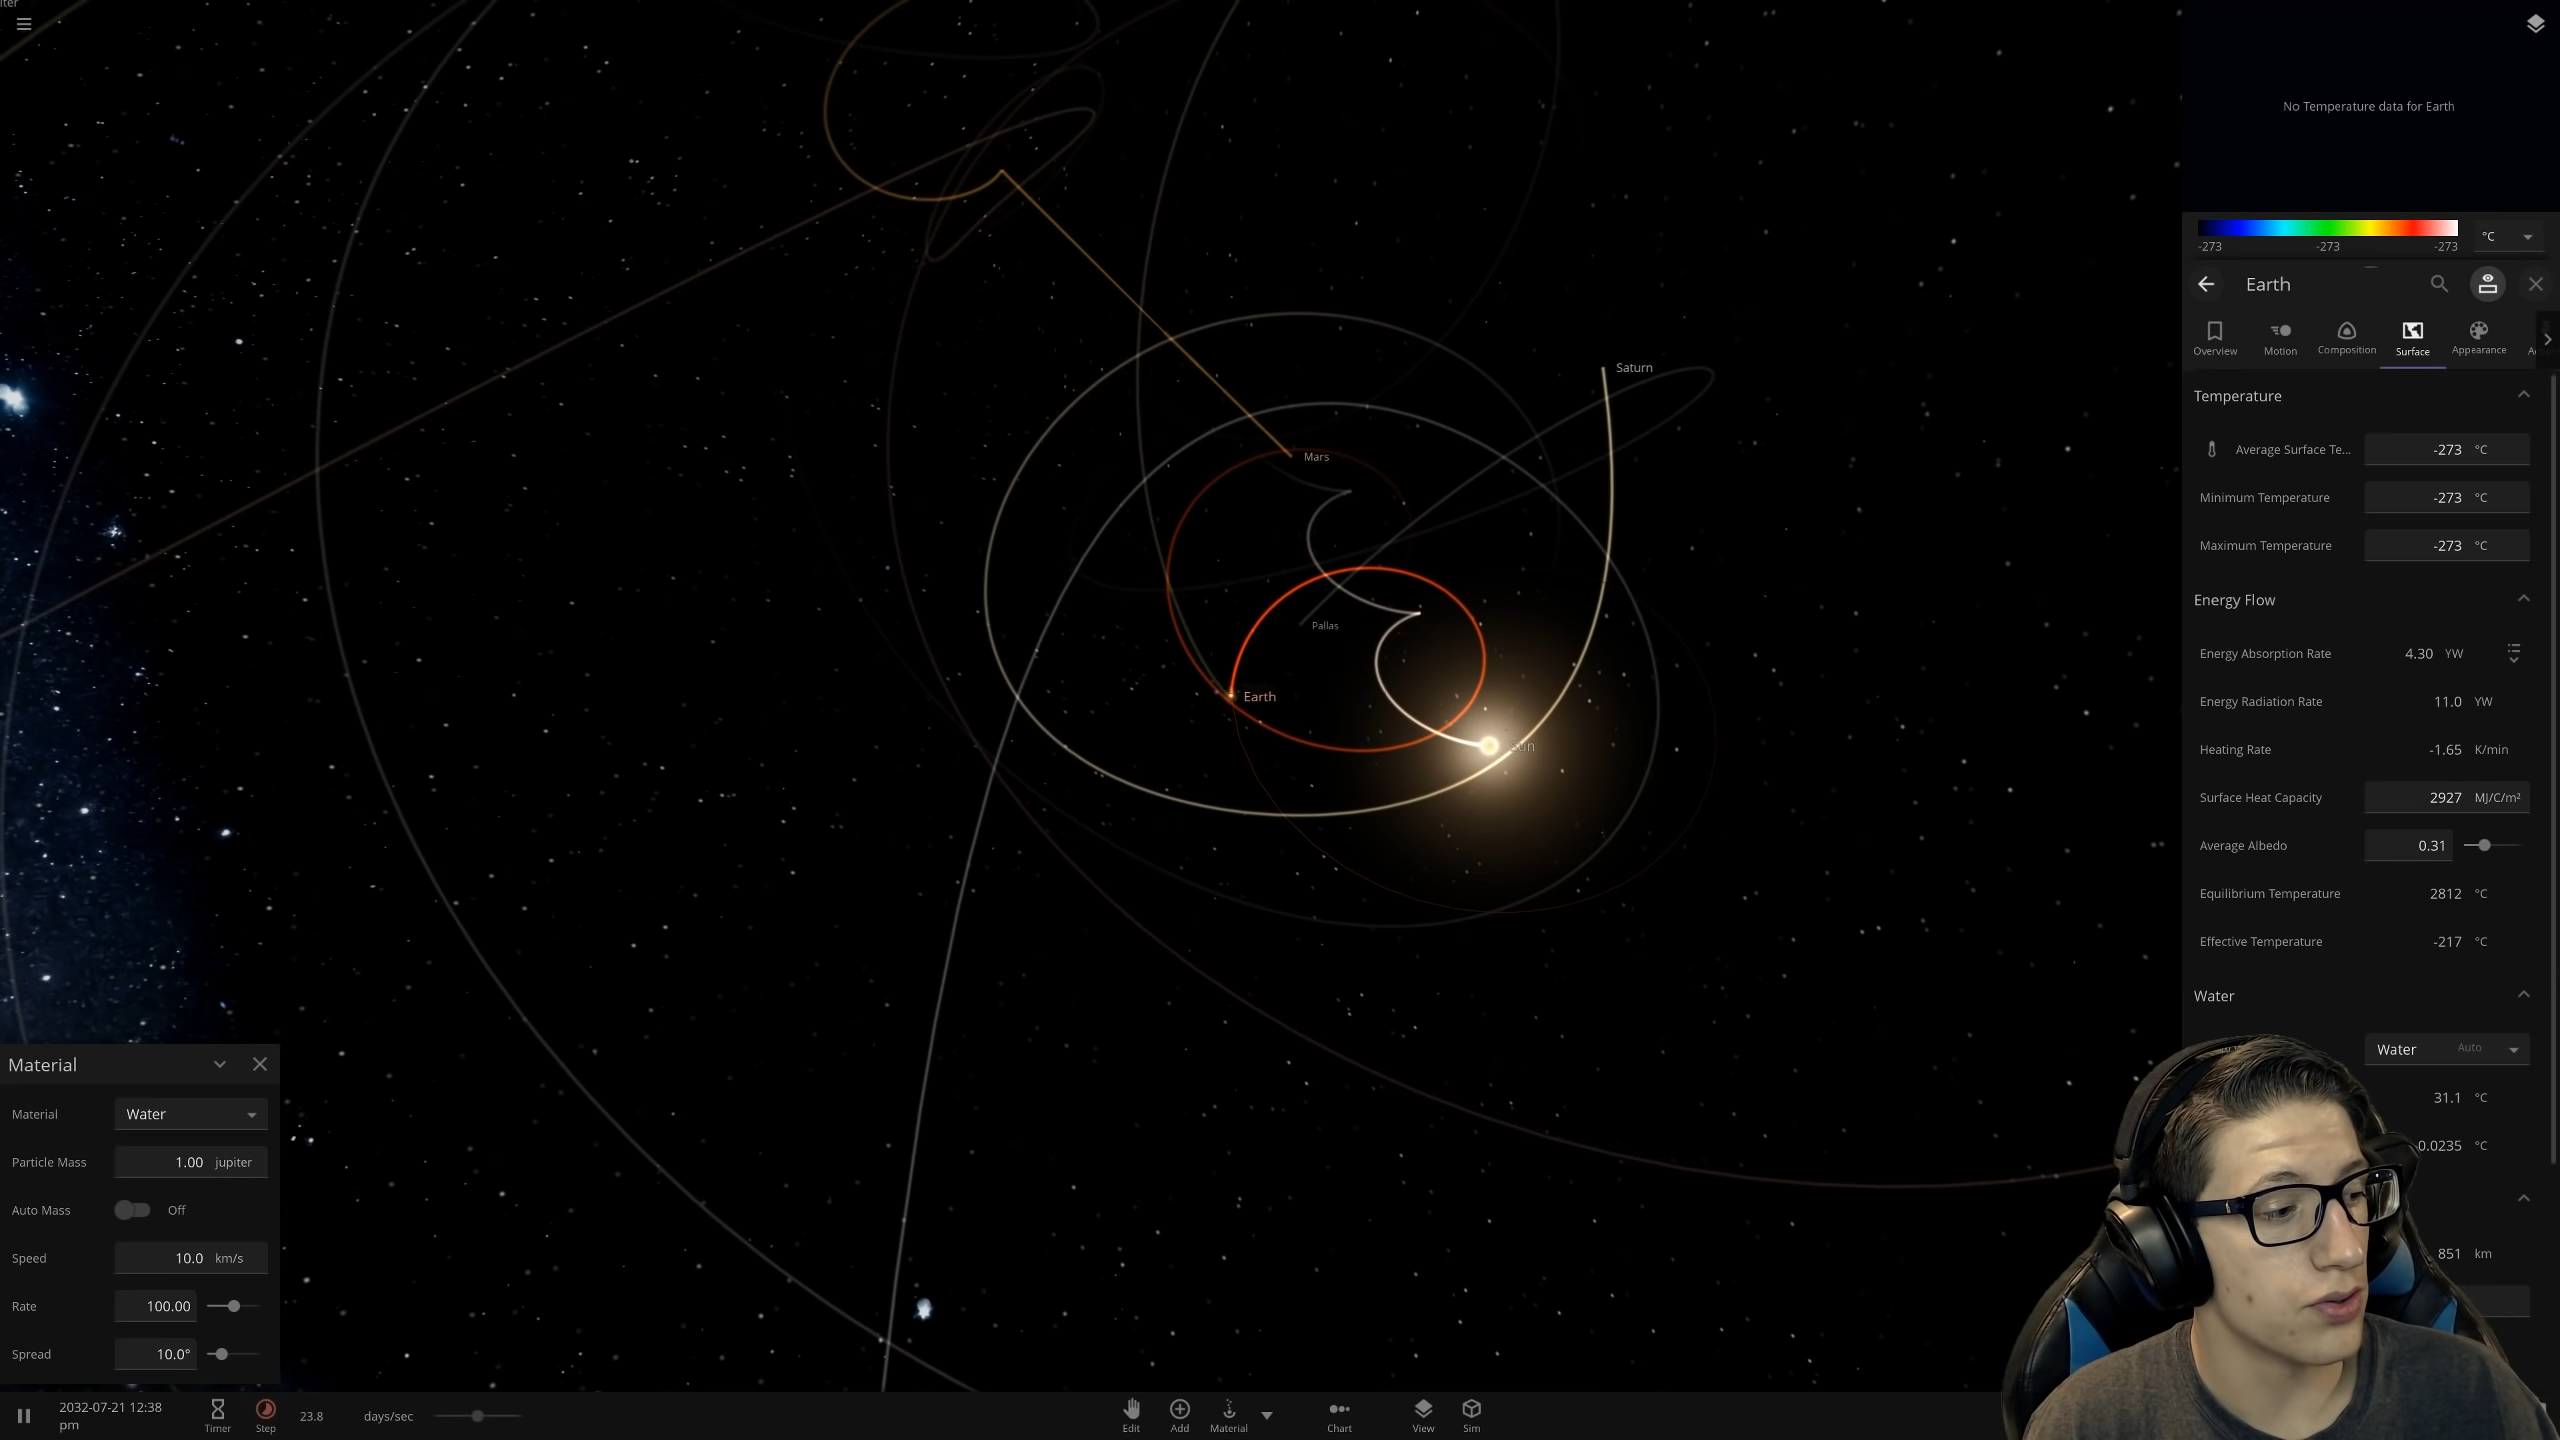 iter
No Temperature data for Earth
-273 -273 -273 °C
Earth
Overview Motion Composition Surface Appearance
Temperature
Average Surface Te... -273 °C
Minimum Temperature -273 °C
Maximum Temperature -273 °C
Energy Flow
Energy Absorption Rate 4.30 YW
Energy Radiation Rate 11.0 YW
Heating Rate -1.65 K/min
Surface Heat Capacity 2927 MJ/C/m²
Average Albedo 0.31
Equilibrium Temperature 2812 °C
Effective Temperature -217 °C
Water
Water Auto
31.1 °C
0.0235 °C
851 km
Saturn
Mars
Pallas
Earth
Sun
Material
Material Water
Particle Mass 1.00 jupiter
Auto Mass Off
Speed 10.0 km/s
Rate 100.00
Spread 10.0°
2032-07-21 12:38
pm
Timer Step 23.8 days/sec
Edit Add Material Chart View Sim